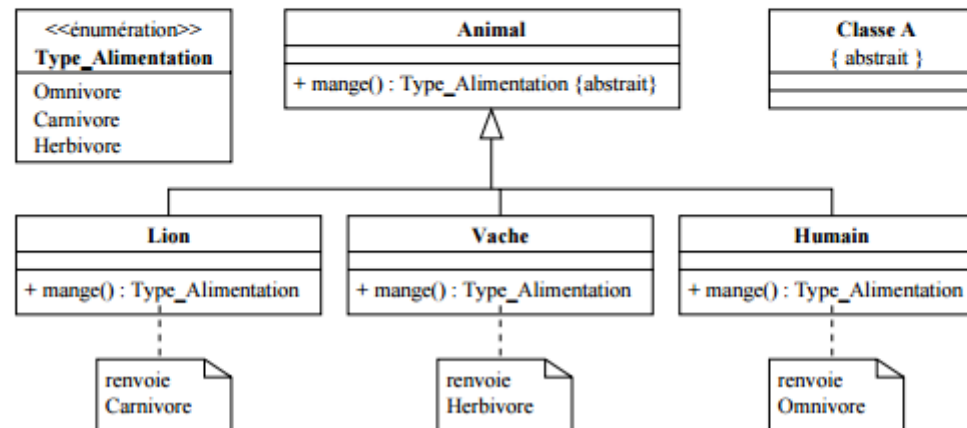 <<énumération>>
Type_Alimentation
Omnivore
Carnivore
Herbivore
Animal
+ mange() : Type_Alimentation {abstrait}
Classe A
{ abstrait }
Lion
+ mange() : Type_Alimentation
Vache
+ mange() : Type_Alimentation
Humain
+ mange() : Type_Alimentation
renvoie
Carnivore
renvoie
Herbivore
renvoie
Omnivore